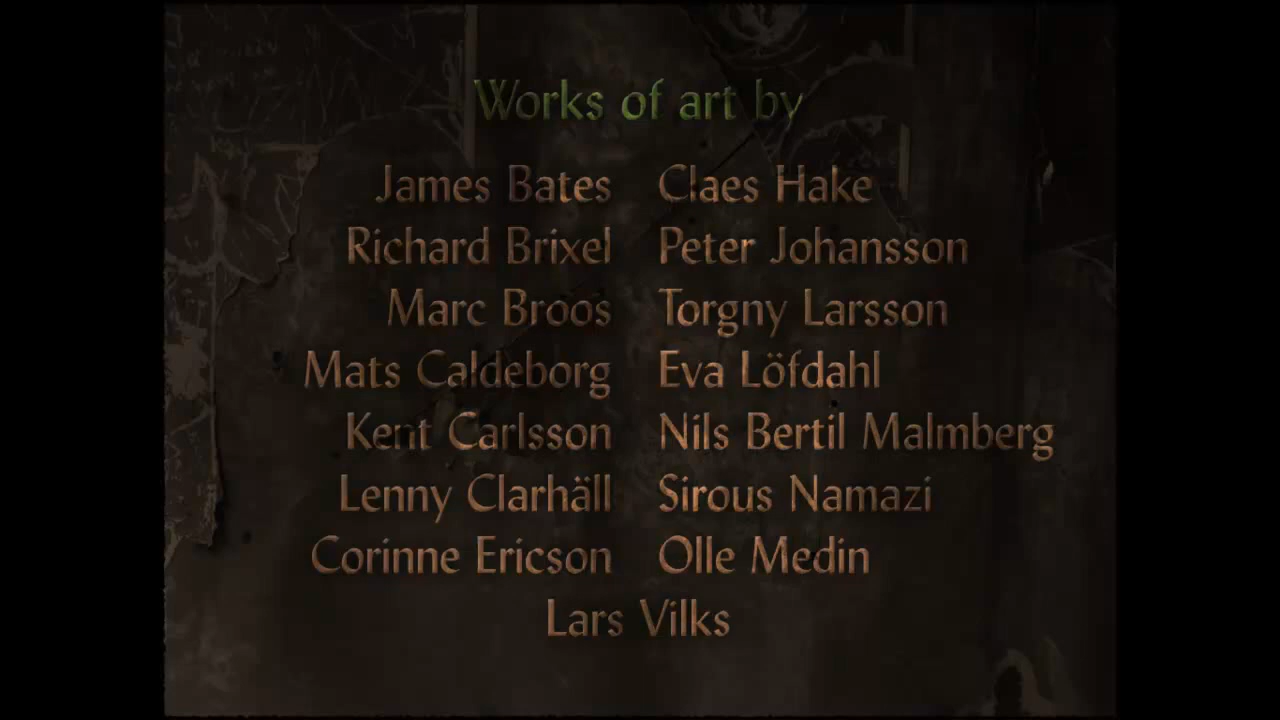 Works of art by
James Bates Claes Hake
Richard Brixel Peter Johansson
Marc Broos Torgny Larsson
Mats Caldeborg Eva Löfdahl
Kent Carlsson Nils Bertil Malmberg
Lenny Clarhäll Sirous Namazi
Corinne Ericson Olle Medin
Lars Vilks